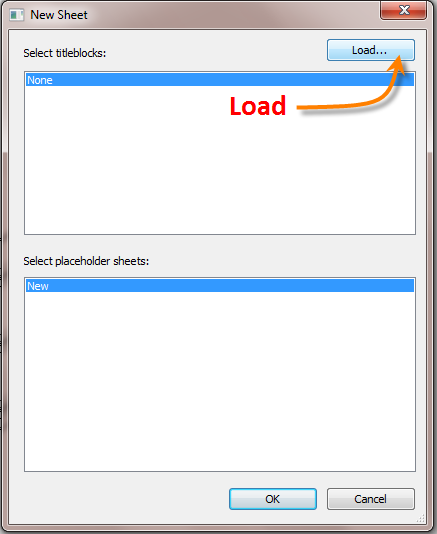 New Sheet
Select titleblocks:
Load...
None
Load
Select placeholder sheets:
New
OK
Cancel